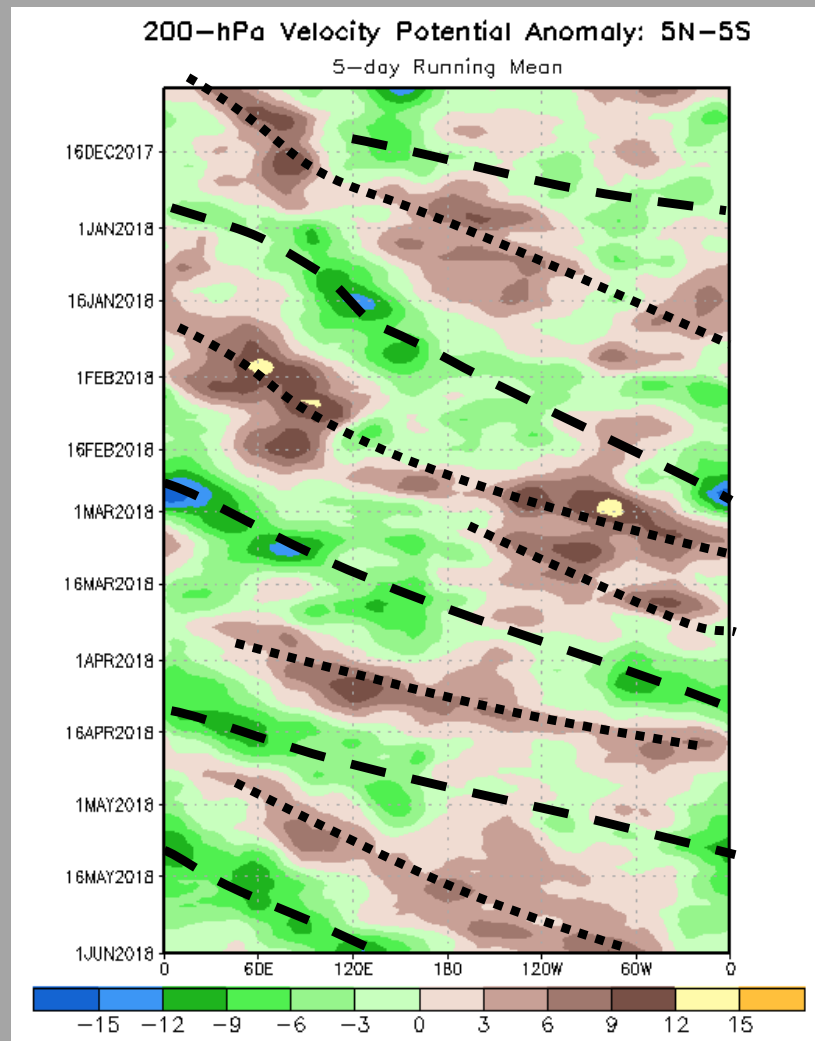 200-hPa Velocity Potential Anomaly: 5N-5S
5-day Running Mean
16DEC2017
1JAN2018
16JAN2018
1FEB2018
16FEB2018
1MAR2018
16MAR2018
1APR2018
16APR2018
1MAY2018
16MAY2018
1JUN2018
0 60E 120E 180 120W 60W 0
-15 -12 -9 -6 -3 0 3 6 9 12 15